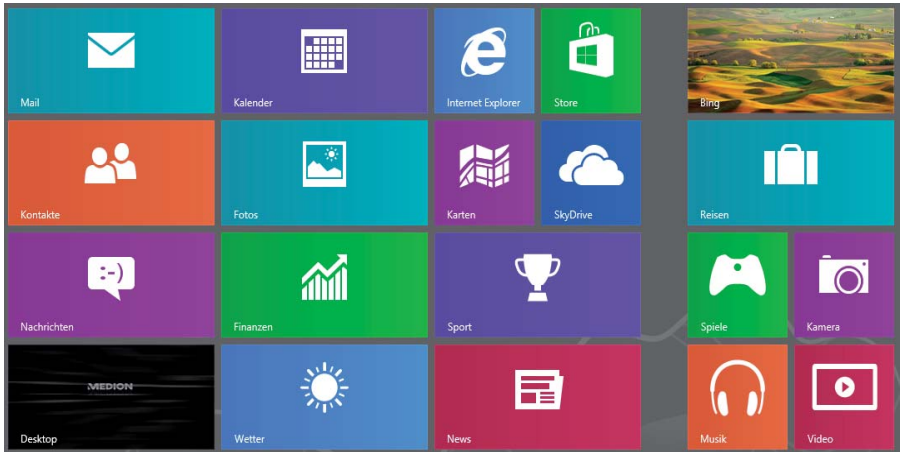 Mail
Kalender
Internet Explorer
Store
Bing
Kontakte
Fotos
Karten
SkyDrive
Reisen
Nachrichten
Finanzen
Sport
Spiele
Kamera
MEDION
Desktop
Wetter
News
Musik
Video